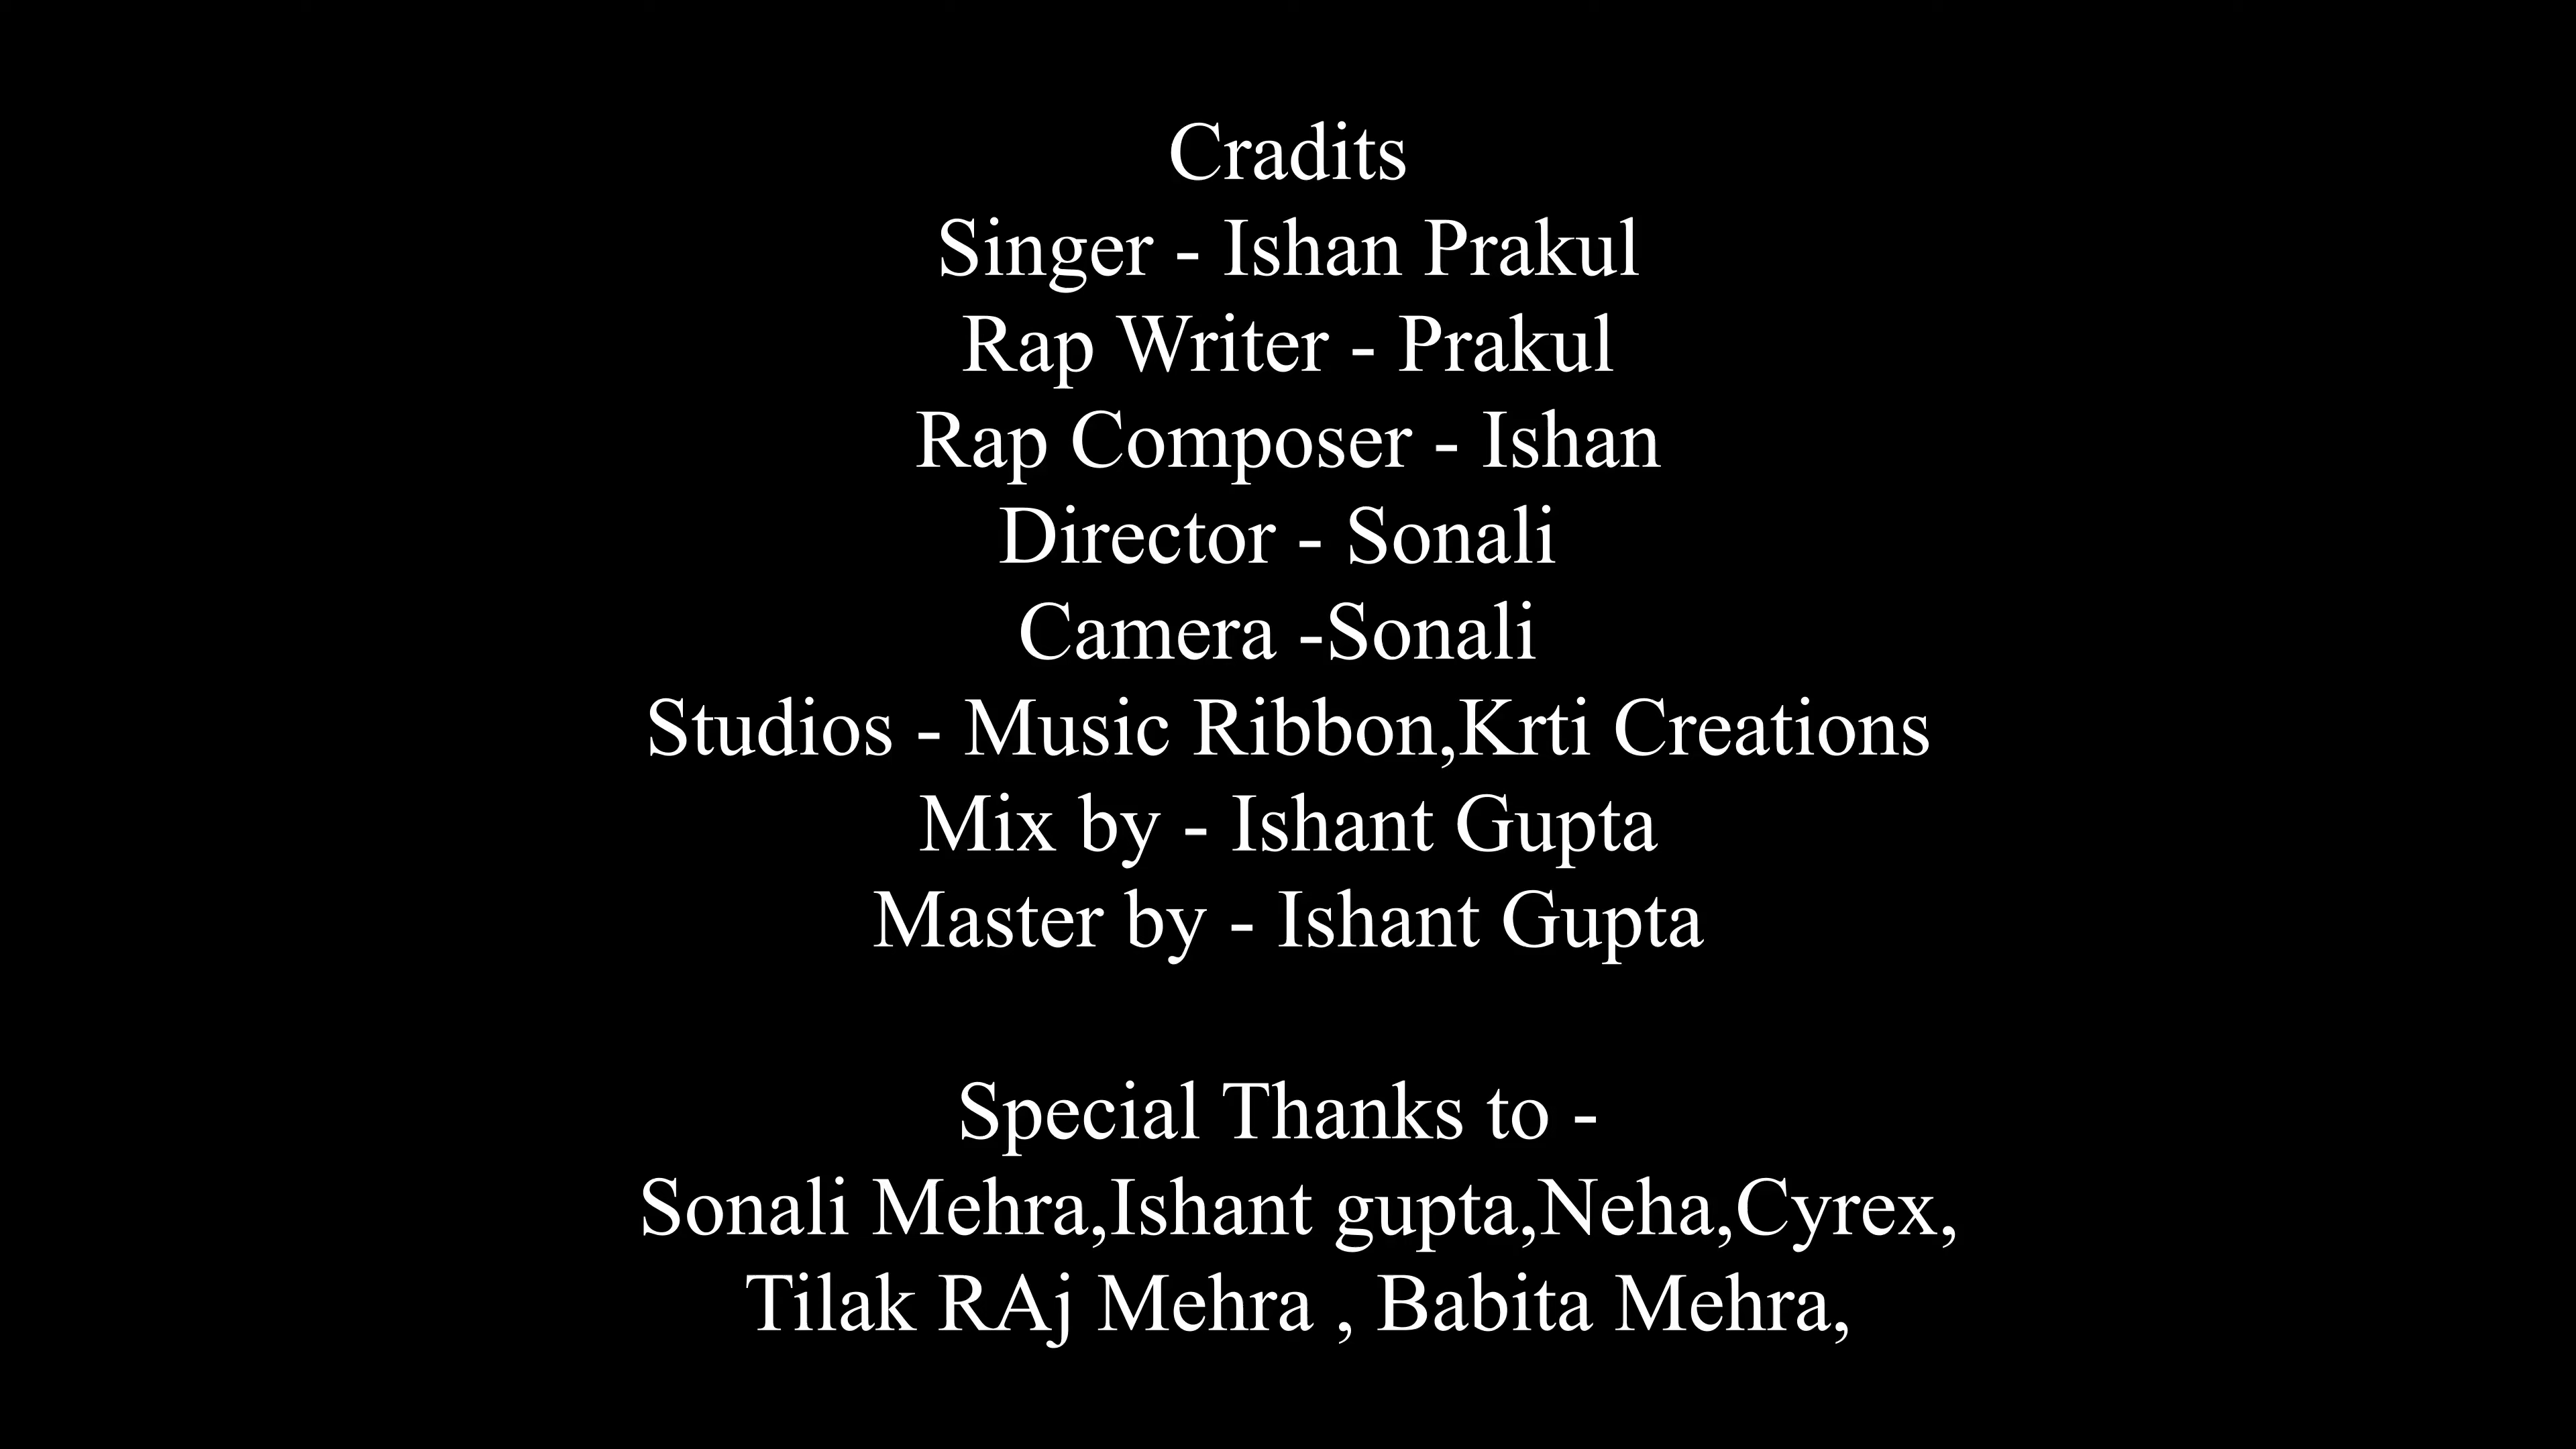 Cradits
Singer - Ishan Prakul
Rap Writer - Prakul
Rap Composer - Ishan
Director - Sonali
Camera -Sonali
Studios - Music Ribbon,Krti Creations
Mix by - Ishant Gupta
Master by - Ishant Gupta
Special Thanks to -
Sonali Mehra,Ishant gupta,Neha,Cyrex,
Tilak RAj Mehra , Babita Mehra,